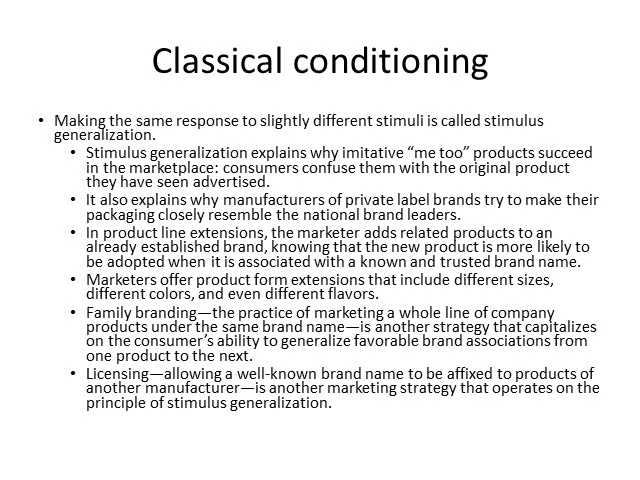 Classical conditioning
• Making the same response to slightly different stimuli is called stimulus
generalization.
• Stimulus generalization explains why imitative “me too” products succeed
in the marketplace: consumers confuse them with the original product
they have seen advertised.
• It also explains why manufacturers of private label brands try to make their
packaging closely resemble the national brand leaders.
• In product line extensions, the marketer adds related products to an
already established brand, knowing that the new product is more likely to
be adopted when it is associated with a known and trusted brand name.
• Marketers offer product form extensions that include different sizes,
different colors, and even different flavors.
• Family branding—the practice of marketing a whole line of company
products under the same brand name—is another strategy that capitalizes
on the consumer’s ability to generalize favorable brand associations from
one product to the next.
• Licensing—allowing a well-known brand name to be affixed to products of
another manufacturer—is another marketing strategy that operates on the
principle of stimulus generalization.